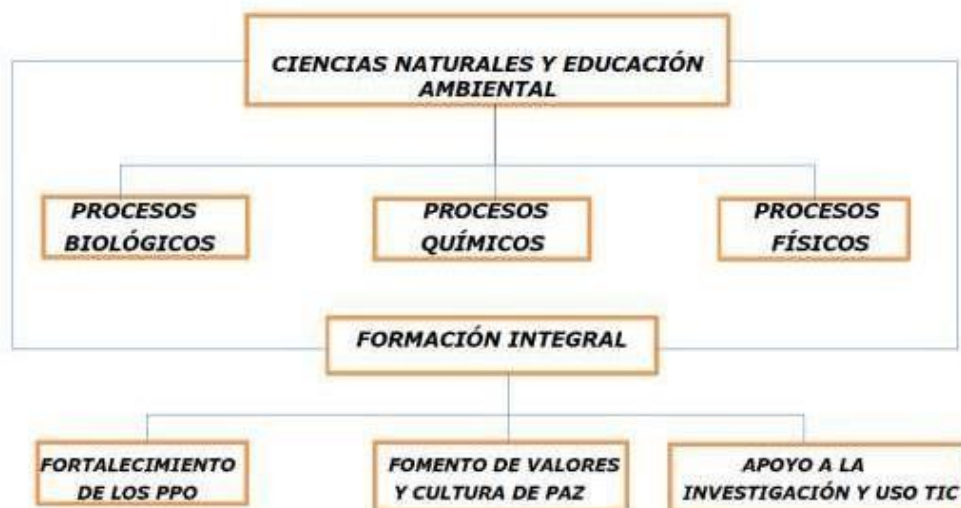 CIENCIAS NATURALES Y EDUCACIÓN
AMBIENTAL
PROCESOS
BIOLÓGICOS
PROCESOS
QUÍMICOS
PROCESOS
FÍSICOS
FORMACIÓN INTEGRAL
FORTALECIMIENTO
DE LOS PPO
FOMENTO DE VALORES
Y CULTURA DE PAZ
APOYO A LA
INVESTIGACIÓN Y USO TIC